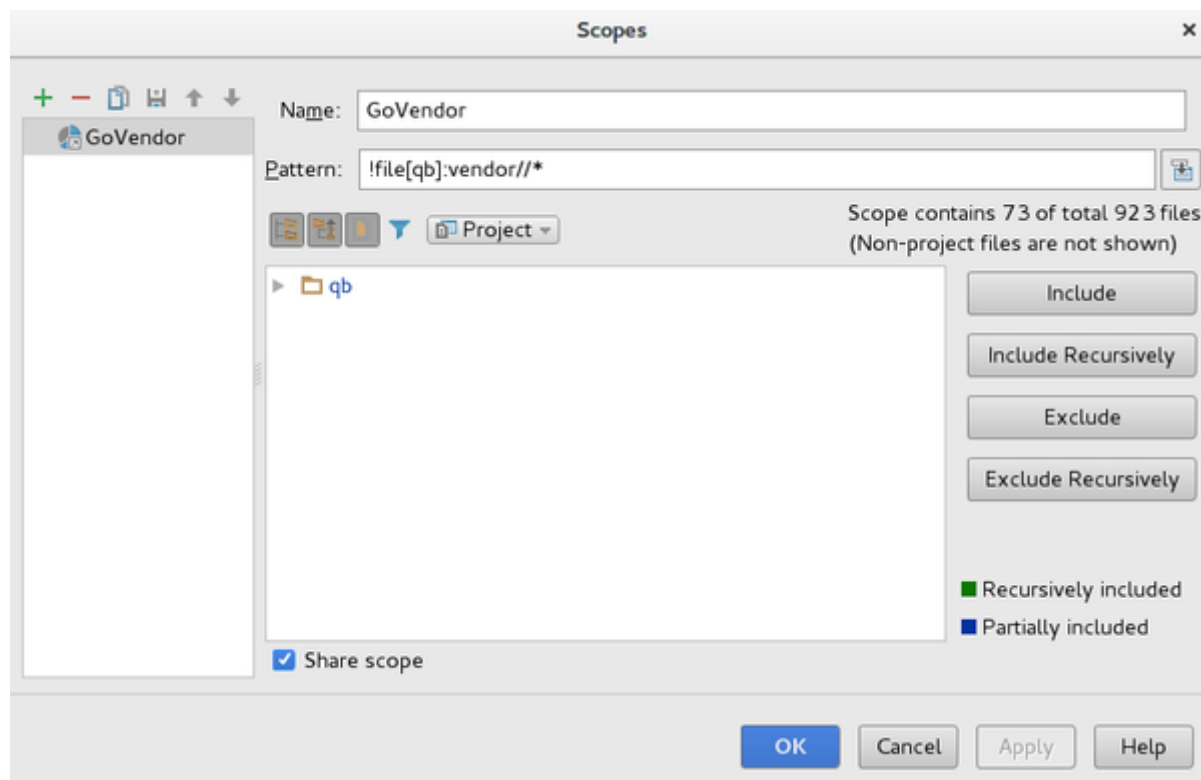 Scopes
GoVendor
Name: GoVendor
Pattern: !file[qb]:vendor//*
Project
Scope contains 73 of total 923 files
(Non-project files are not shown)
qb
Include
Include Recursively
Exclude
Exclude Recursively
Recursively included
Partially included
Share scope
OK Cancel Apply Help